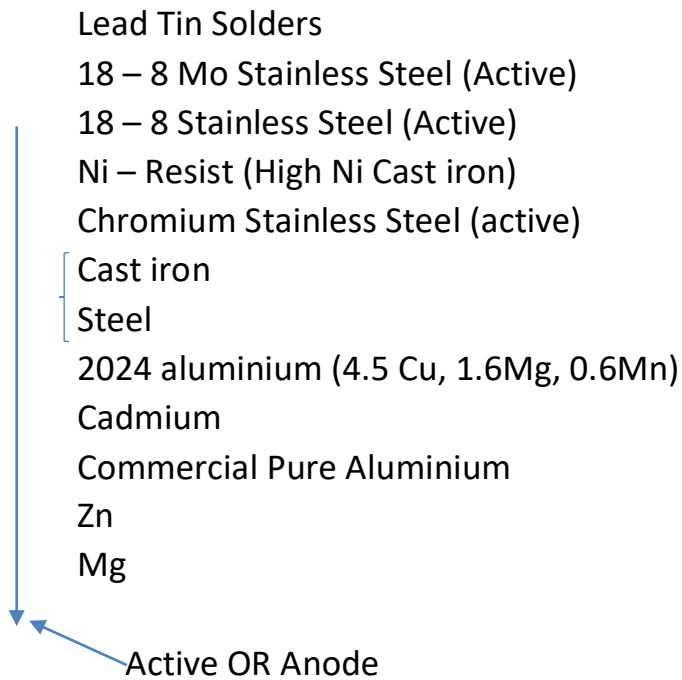 Lead Tin Solders
18 – 8 Mo Stainless Steel (Active)
18 – 8 Stainless Steel (Active)
Ni – Resist (High Ni Cast iron)
Chromium Stainless Steel (active)
Cast iron
Steel
2024 aluminium (4.5 Cu, 1.6Mg, 0.6Mn)
Cadmium
Commercial Pure Aluminium
Zn
Mg
Active OR Anode